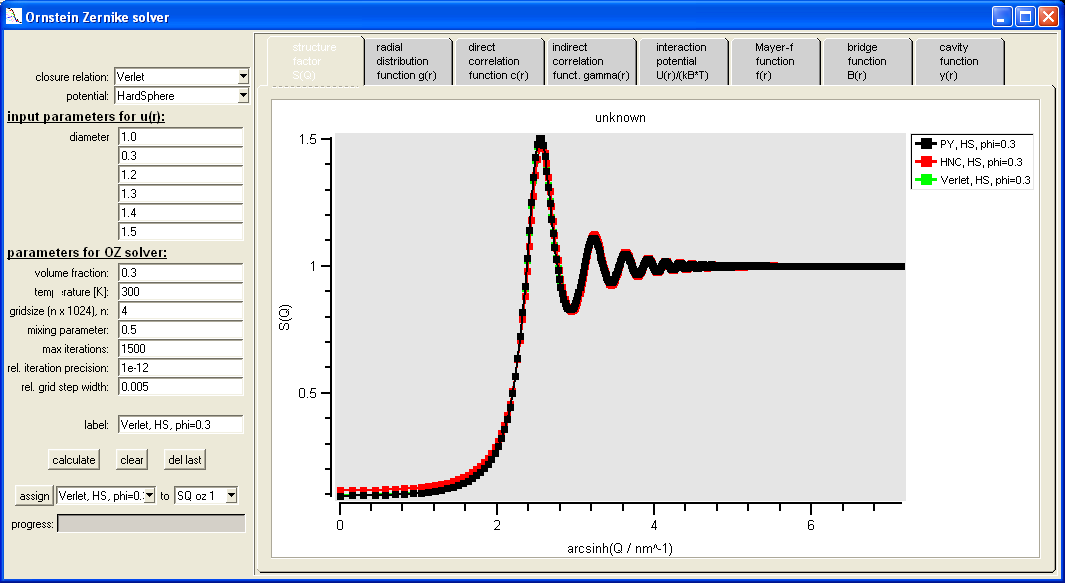 Ornstein Zernike solver
closure relation: Verlet
potential: HardSphere
input parameters for u(r):
diameter 1.0
0.3
1.2
1.3
1.4
1.5
parameters for OZ solver:
volume fraction: 0.3
temperature [K]: 300
gridsize (n x 1024), n: 4
mixing parameter: 0.5
max iterations: 1500
rel. iteration precision: 1e-12
rel. grid step width: 0.005
label: Verlet, HS, phi=0.3
calculate clear del last
assign Verlet, HS, phi=0.: to SQ oz 1
progress:
structure
factor
S(Q)
radial
distribution
function g(r)
direct
correlation
function c(r)
indirect
correlation
funct. gamma(r)
interaction
potential
U(r)/(kB*T)
Mayer-f
function
f(r)
bridge
function
B(r)
cavity
function
y(r)
unknown
PY, HS, phi=0.3
HNC, HS, phi=0.3
Verlet, HS, phi=0.3
1.5
1
0.5
S(Q)
0 2 4 6
arcsinh(Q / nm^-1)